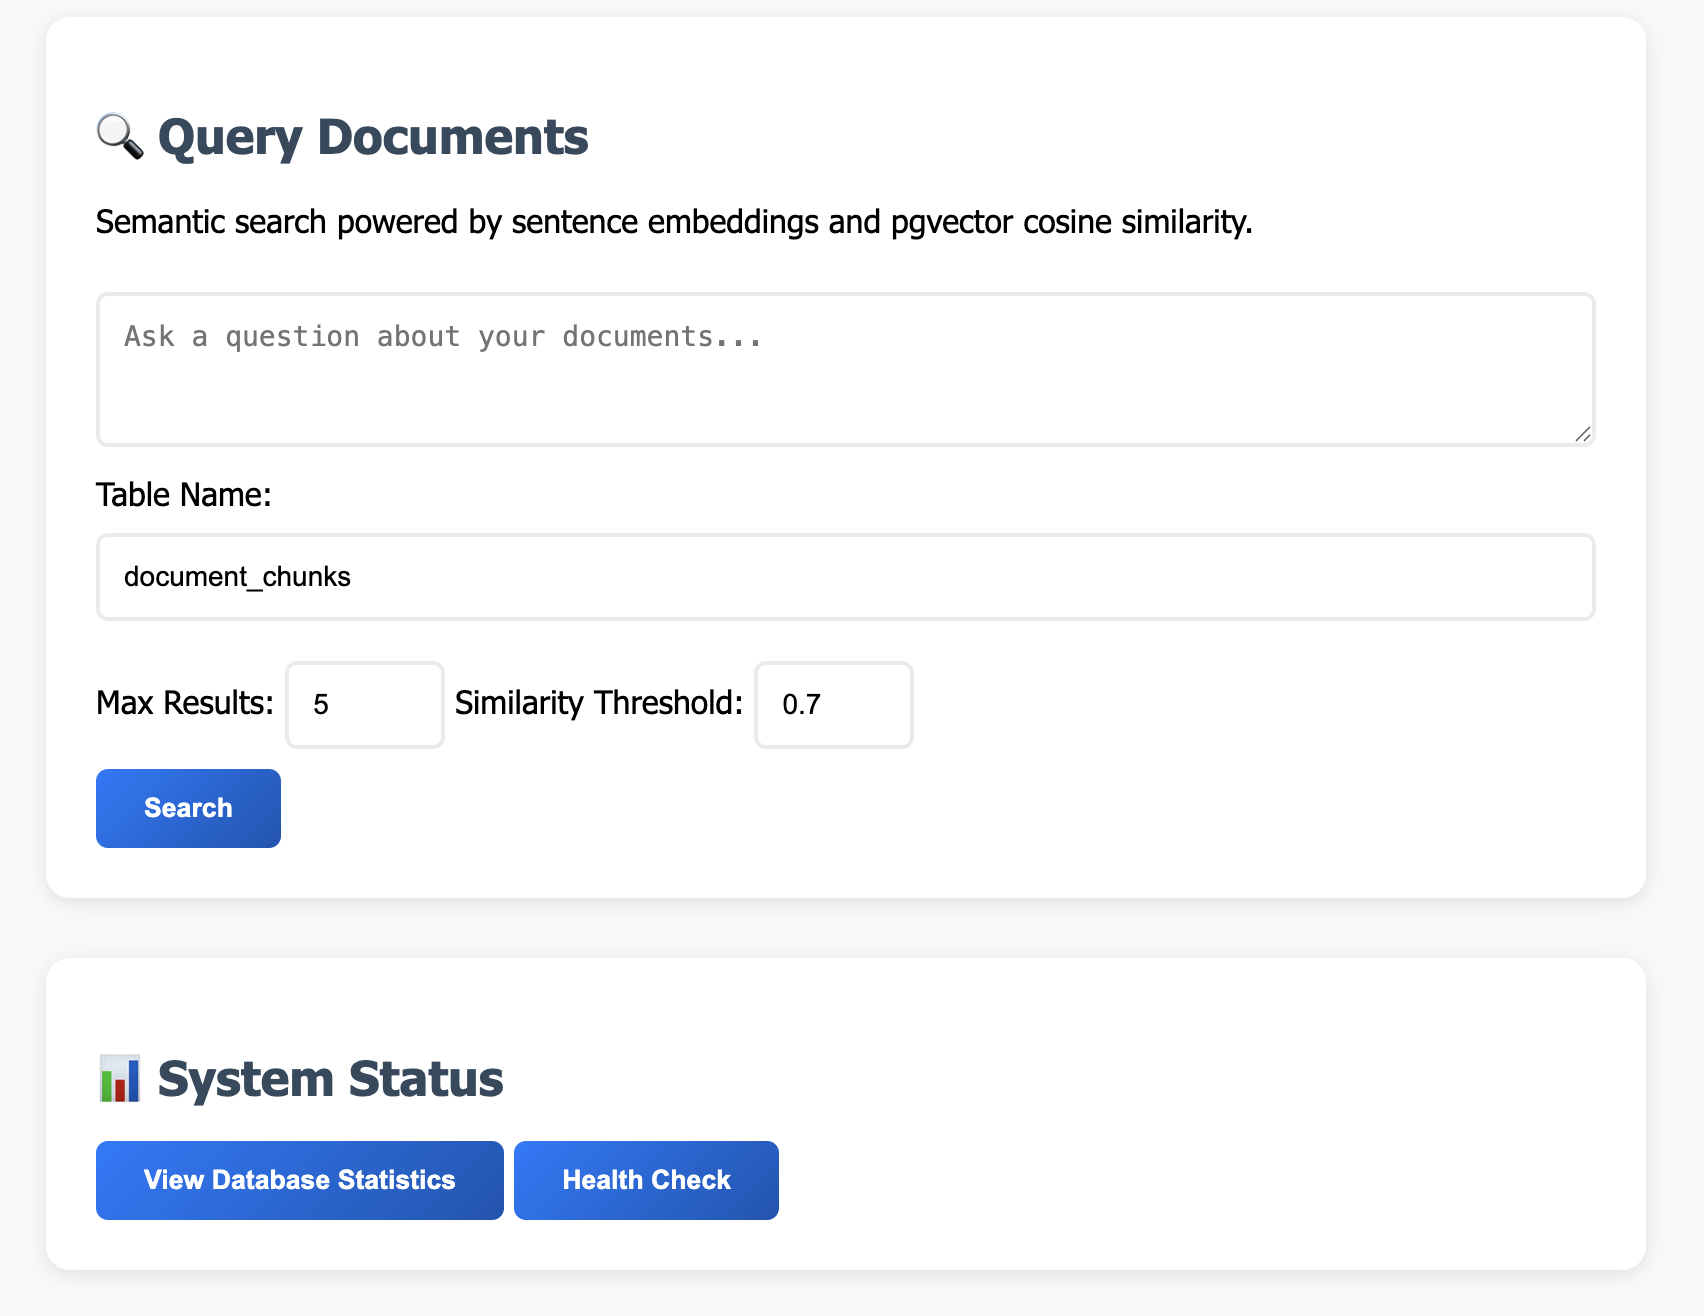 Query Documents
Semantic search powered by sentence embeddings and pgvector cosine similarity.
Ask a question about your documents...
Table Name:
document_chunks
Max Results: 5 Similarity Threshold: 0.7
Search
System Status
View Database Statistics Health Check